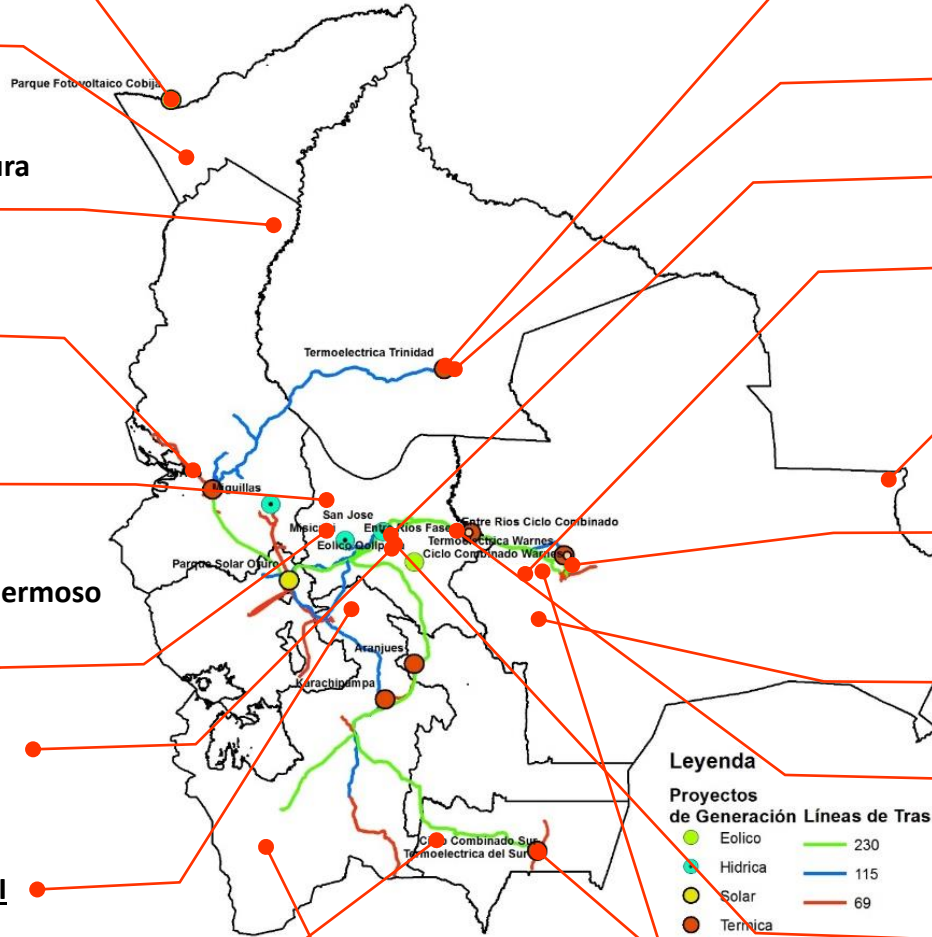 Parque Fotovoltaico Cobija
ura
Termoelectrica Trinidad
Miguillas
San Jose
Misicuni
Entre Rios Fase
Entre Rios Ciclo Combinado
Termoelectrica Warnes
Eolico Qollpana
Ciclo Combinado Warnes
Parque Solar Oruro
ermoso
Aranjues
Karachipampa
l
Ciclo Combinado Sur
Termoelectrica del Sur
Leyenda
Proyectos
de Generación Líneas de Tras
Eolico 230
Hidrica 115
Solar 69
Termica